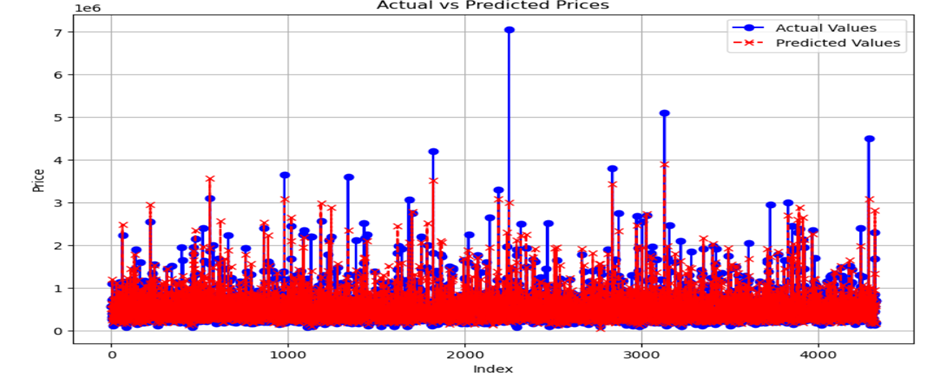 Actual vs Predicted Prices
1e6
Actual Values
Predicted Values
7
6
5
4
3
2
1
0
Price
0 1000 2000 3000 4000
Index